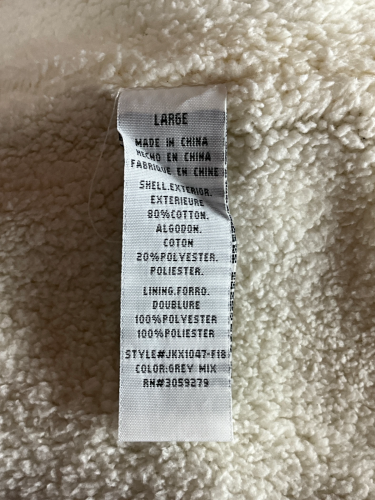 LARGE
MADE IN CHINA
HECHO EN CHINA
FABRIQUE EN CHINE
SHELL.EXTERIOR.
EXTERIEURE
80%COTTON.
ALGODON.
COTON
20%POLYESTER.
POLIESTER.
LINING.FORRO.
DOUBLURE
100%POLYESTER
100%POLIESTER
STYLE#JKX1047-F18
COLOR:GREY MIX
RN#3059279